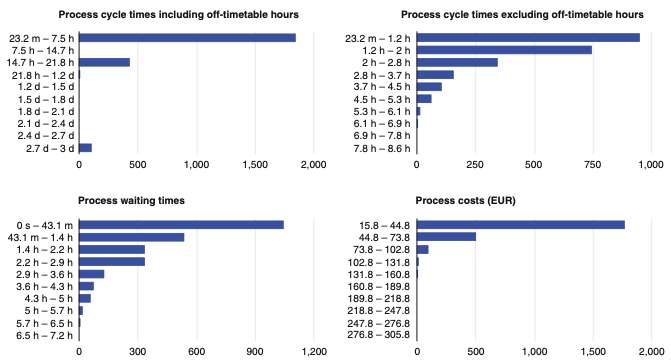 Process cycle times including off-timetable hours
23.2 m – 7.5 h
7.5 h – 14.7 h
14.7 h – 21.8 h
21.8 h – 1.2 d
1.2 d – 1.5 d
1.5 d – 1.8 d
1.8 d – 2.1 d
2.1 d – 2.4 d
2.4 d – 2.7 d
2.7 d – 3 d
0 500 1,000 1,500 2,000
Process cycle times excluding off-timetable hours
23.2 m – 1.2 h
1.2 h – 2 h
2 h – 2.8 h
2.8 h – 3.7 h
3.7 h – 4.5 h
4.5 h – 5.3 h
5.3 h – 6.1 h
6.1 h – 6.9 h
6.9 h – 7.8 h
7.8 h – 8.6 h
0 250 500 750 1,000
Process waiting times
0 s – 43.1 m
43.1 m – 1.4 h
1.4 h – 2.2 h
2.2 h – 2.9 h
2.9 h – 3.6 h
3.6 h – 4.3 h
4.3 h – 5 h
5 h – 5.7 h
5.7 h – 6.5 h
6.5 h – 7.2 h
0 300 600 900 1,200
Process costs (EUR)
15.8 – 44.8
44.8 – 73.8
73.8 – 102.8
102.8 – 131.8
131.8 – 160.8
160.8 – 189.8
189.8 – 218.8
218.8 – 247.8
247.8 – 276.8
276.8 – 305.8
0 500 1,000 1,500 2,000